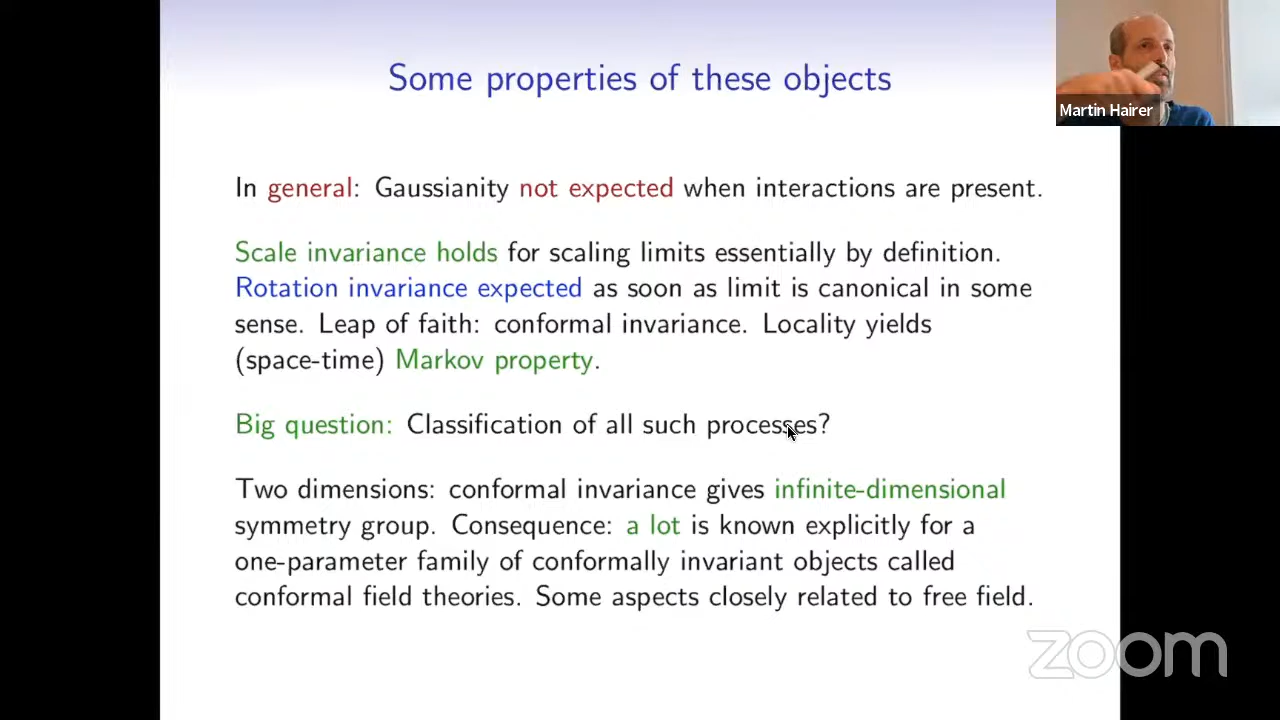 Some properties of these objects
Martin Hairer
In general: Gaussianity not expected when interactions are present.
Scale invariance holds for scaling limits essentially by definition.
Rotation invariance expected as soon as limit is canonical in some
sense. Leap of faith: conformal invariance. Locality yields
(space-time) Markov property.
Big question: Classification of all such processes?
Two dimensions: conformal invariance gives infinite-dimensional
symmetry group. Consequence: a lot is known explicitly for a
one-parameter family of conformally invariant objects called
conformal field theories. Some aspects closely related to free field.
zoom